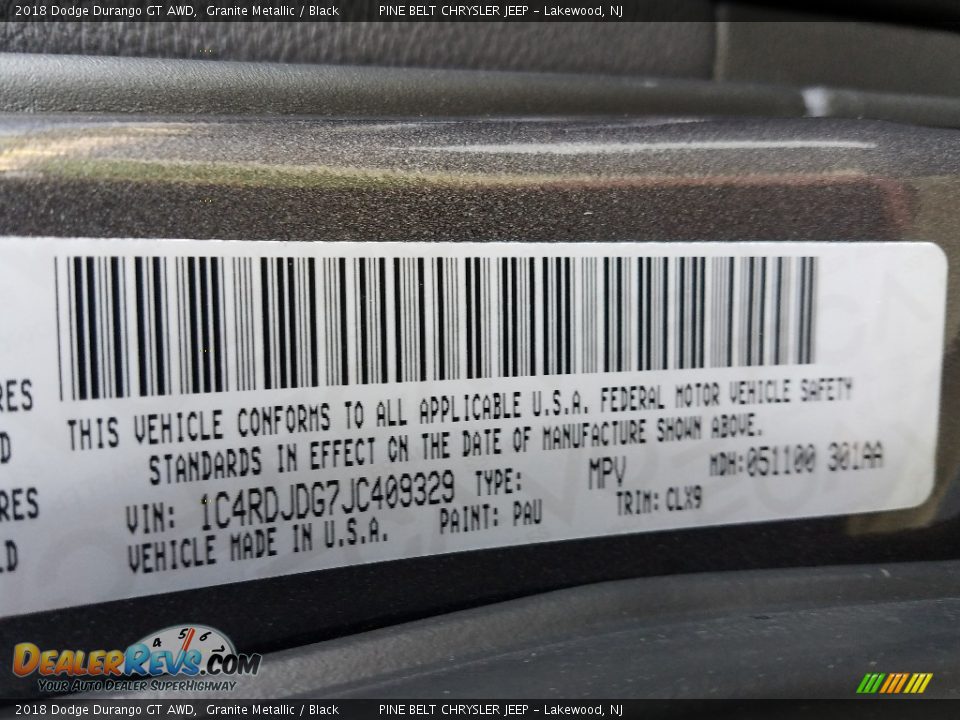 2018 Dodge Durango GT AWD, Granite Metallic / Black PINE BELT CHRYSLER JEEP - Lakewood, NJ
RES
D
RES
LD
THIS VEHICLE CONFORMS TO ALL APPLICABLE U.S.A. FEDERAL MOTOR VEHICLE SAFETY
STANDARDS IN EFFECT ON THE DATE OF MANUFACTURE SHOWN ABOVE.
VIN: 1C4RDJDG7JC409329 TYPE: MPV MDH:051100 301AA
VEHICLE MADE IN U.S.A. PAINT: PAU TRIM: CLX9
4 5 6
DEALERREVS.COM
YOUR AUTO DEALER SUPERHIGHWAY
2018 Dodge Durango GT AWD, Granite Metallic / Black PINE BELT CHRYSLER JEEP - Lakewood, NJ